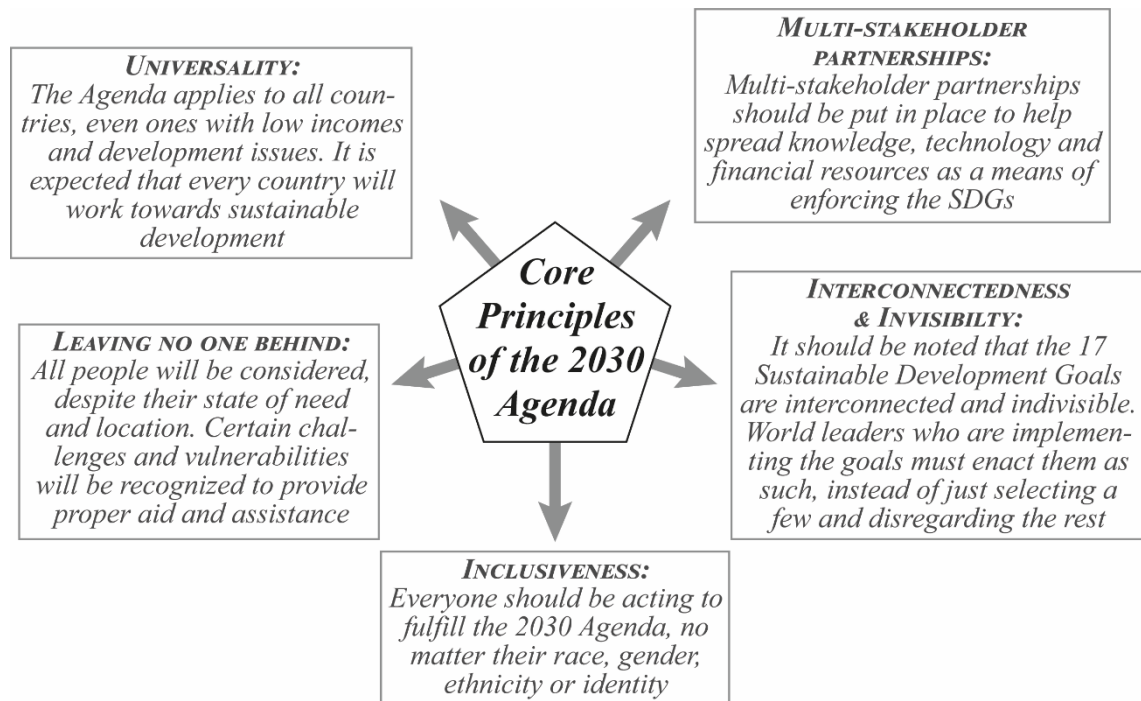 UNIVERSALITY:
The Agenda applies to all coun-
tries, even ones with low incomes
and development issues. It is
expected that every country will
work towards sustainable
development
MULTI-STAKEHOLDER
PARTNERSHIPS:
Multi-stakeholder partnerships
should be put in place to help
spread knowledge, technology and
financial resources as a means of
enforcing the SDGs
Core
Principles
of the 2030
Agenda
LEAVING NO ONE BEHIND:
All people will be considered,
despite their state of need
and location. Certain chal-
lenges and vulnerabilities
will be recognized to provide
proper aid and assistance
INTERCONNECTEDNESS
& INVISIBILTY:
It should be noted that the 17
Sustainable Development Goals
are interconnected and indivisible.
World leaders who are implemen-
ting the goals must enact them as
such, instead of just selecting a
few and disregarding the rest
INCLUSIVENESS:
Everyone should be acting to
fulfill the 2030 Agenda, no
matter their race, gender,
ethnicity or identity